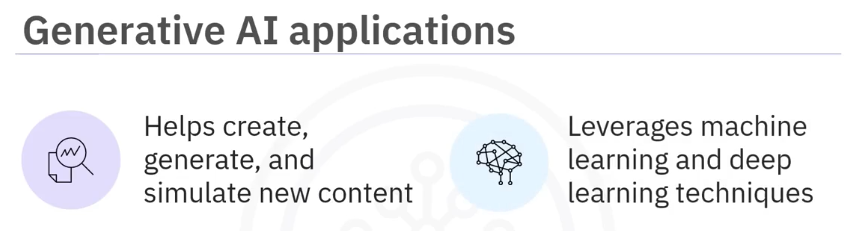 Generative AI applications
Helps create,
generate, and
simulate new content
Leverages machine
learning and deep
learning techniques